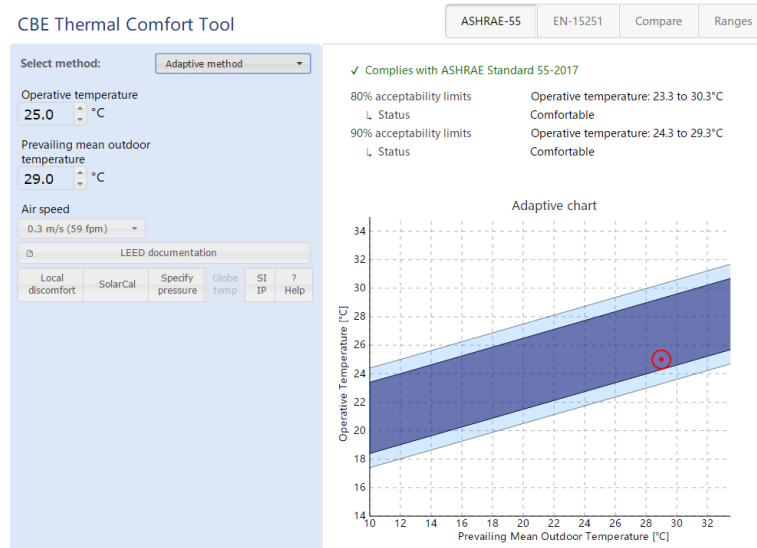 CBE Thermal Comfort Tool
ASHRAE-55
EN-15251
Compare
Ranges
Select method:
Adaptive method
Operative temperature
25.0
°C
Prevailing mean outdoor
temperature
29.0
°C
Air speed
0.3 m/s (59 fpm)
LEED documentation
Local
discomfort
SolarCal
Specify
pressure
Globe
temp
SI
IP
?
Help
✓ Complies with ASHRAE Standard 55-2017
80% acceptability limits
Operative temperature: 23.3 to 30.3°C
↳ Status
Comfortable
90% acceptability limits
Operative temperature: 24.3 to 29.3°C
↳ Status
Comfortable
Adaptive chart
Operative Temperature [°C]
34
32
30
28
26
24
22
20
18
16
14
10
12
14
16
18
20
22
24
26
28
30
32
Prevailing Mean Outdoor Temperature [°C]